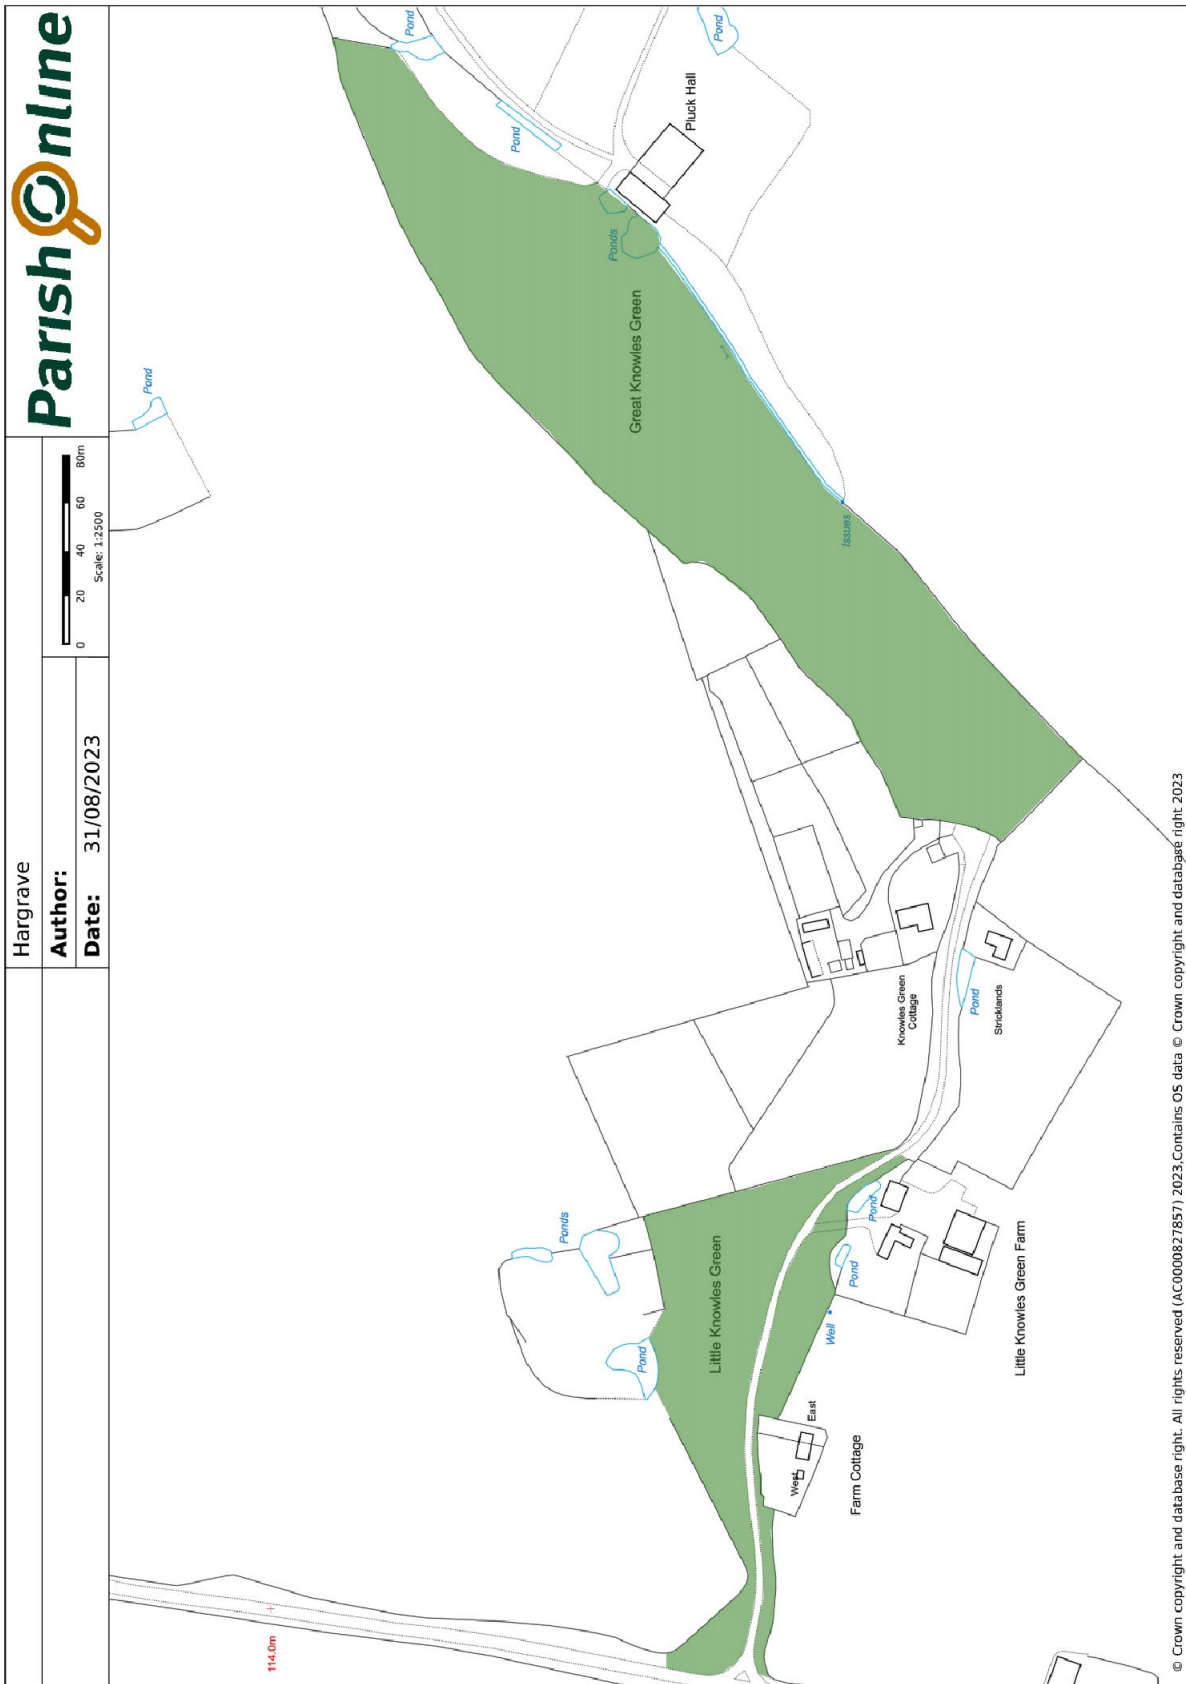 Hargrave
Author:
Date: 31/08/2023
0 20 40 60 80m
Scale: 1:2500
Parish Online
Pond
Pond
Pond
Pond
Pluck Hall
Ponds
Great Knowles Green
Issues
114.0m
Ponds
Pond
Little Knowles Green
Knowles Green
Cottage
Pond
Stricklands
Pond
Pond
Well
East
West
Farm Cottage
Little Knowles Green Farm
© Crown copyright and database right. All rights reserved (AC0000827857) 2023,Contains OS data © Crown copyright and database right 2023